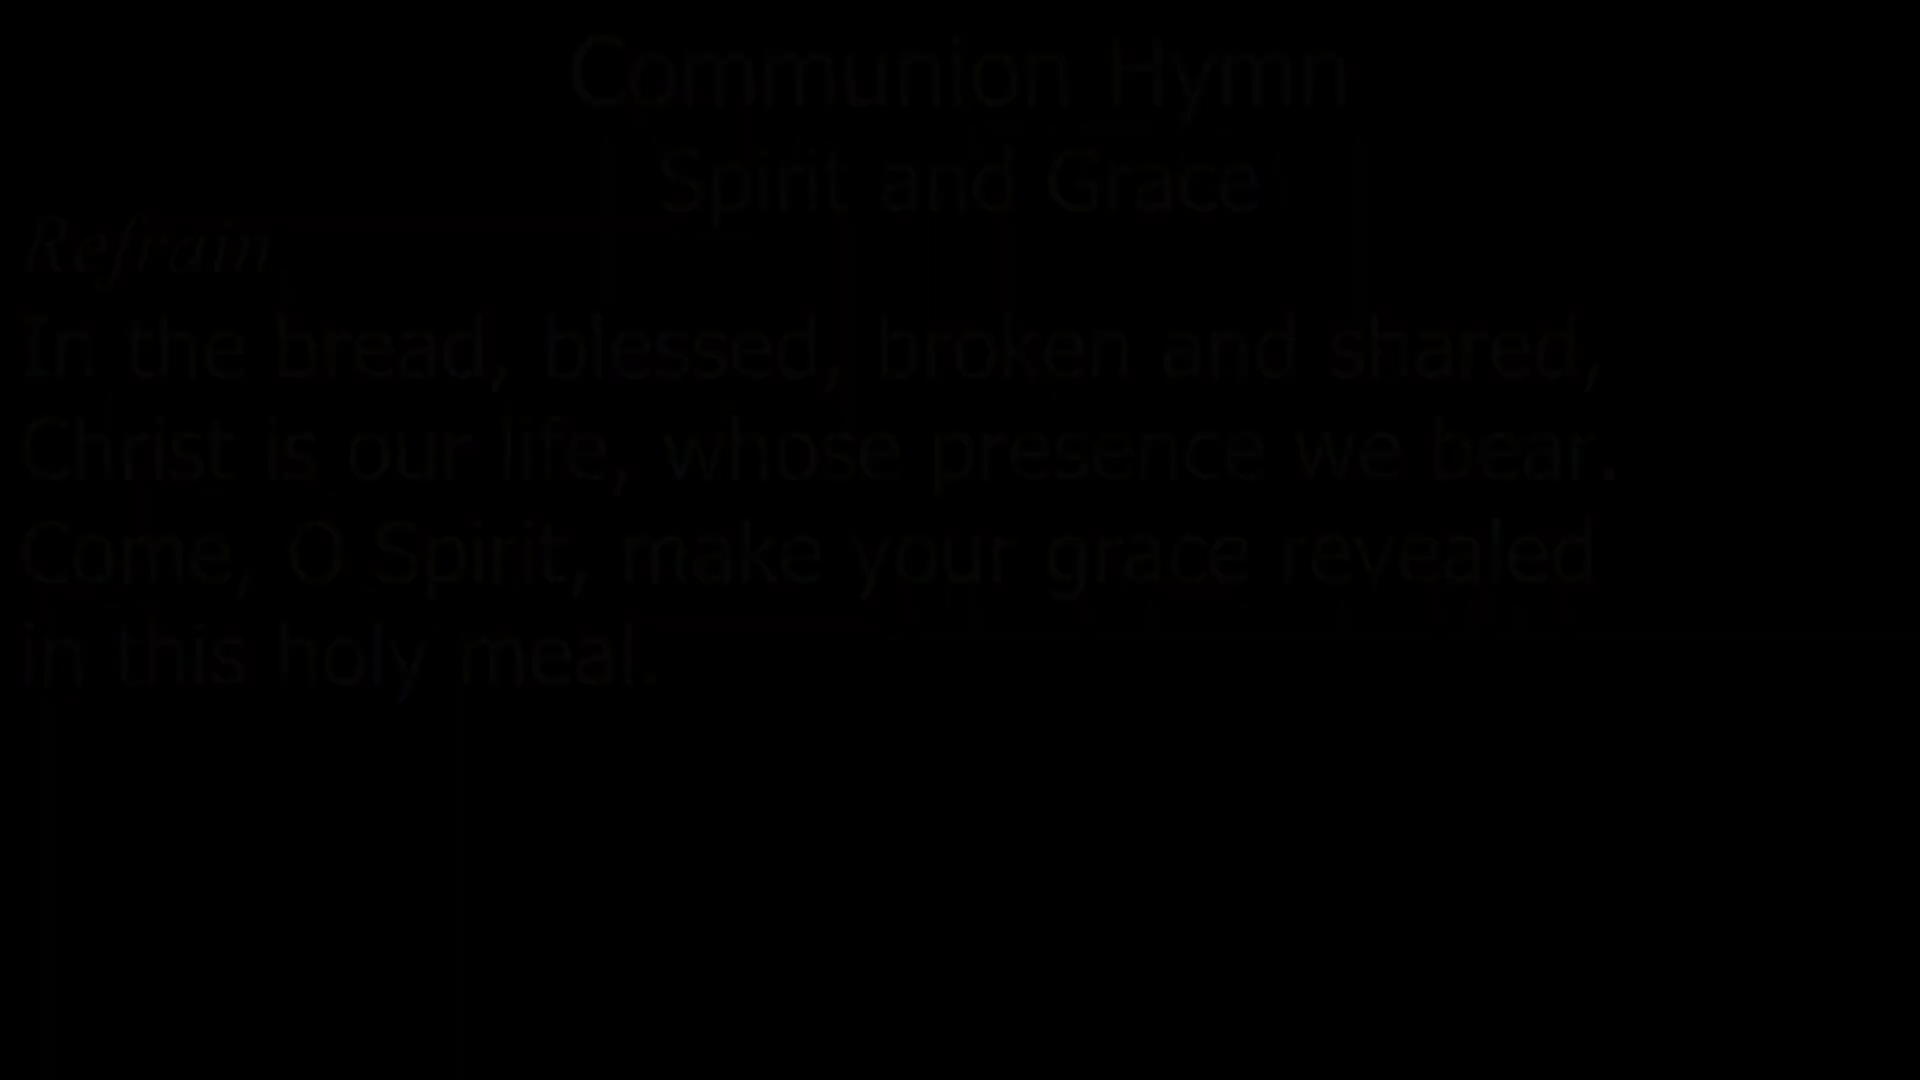 Communion Hymn
Spirit and Grace
Refrain
In the bread, blessed, broken and shared,
Christ is our life, whose presence we bear.
Come, O Spirit, make your grace revealed
in this holy meal.